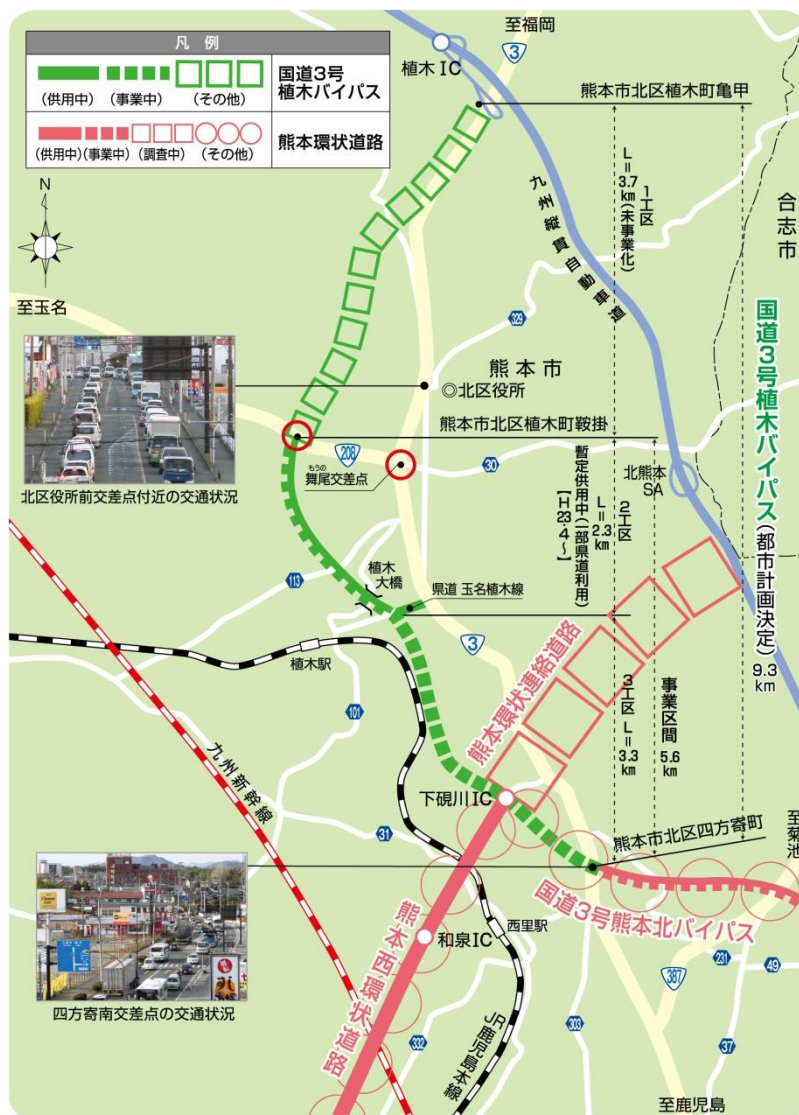 凡例
国道3号
植木バイパス
(供用中) (事業中) (その他)
熊本環状道路
(供用中) (事業中) (調査中) (その他)
至福岡
3
植木IC
熊本市北区植木町亀甲
1工区
L=3.7km(未事業化)
九州縦貫自動車道
合志市
N
至玉名
329
熊本市
◎北区役所
熊本市北区植木町鞍掛
国道3号植木バイパス(都市計画決定) 9.3km
208
もうの
舞尾交差点
30
北熊本
SA
北区役所前交差点付近の交通状況
2工区
L=2.3km
暫定供用中(一部県道利用)
【H23.4~】
113
植木
大橋
県道 玉名植木線
植木駅
3
熊本環状連絡道路
3工区 L=3.3km
事業区間 5.6km
101
九州新幹線
下硯川IC
31
熊本市北区四方寄町
至菊池
国道3号熊本北バイパス
和泉IC
西里駅
熊本西環状道路
231
49
387
四方寄南交差点の交通状況
JR鹿児島本線
332
303
37
至鹿児島